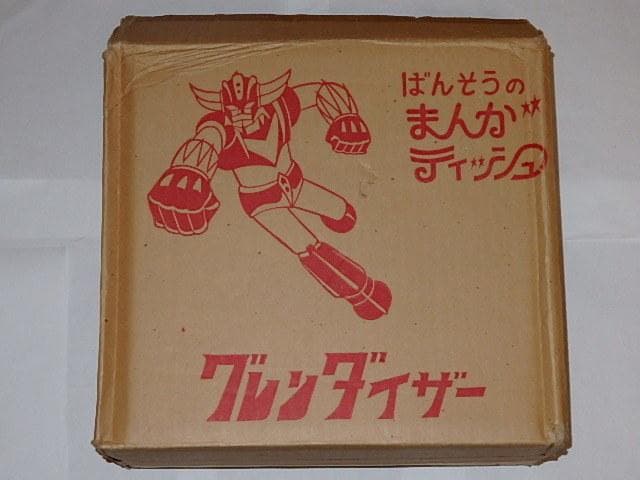 ばんそうの
まんが
ディッシュ
グレンダイザー